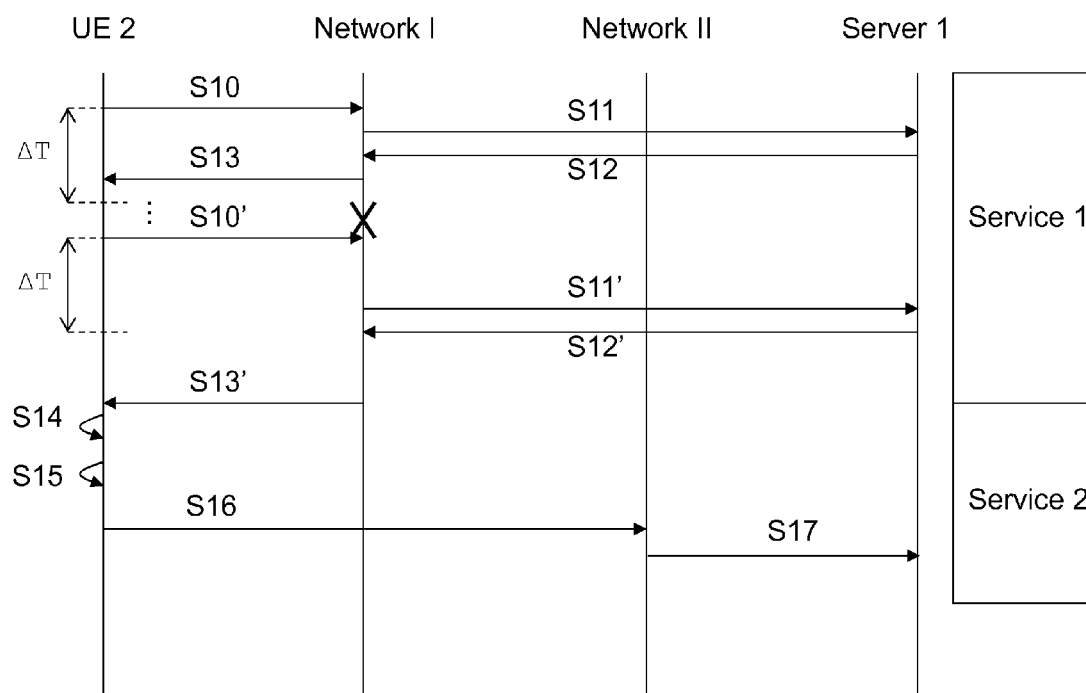 UE 2
Network I
Network II
Server 1
S10
S11
ΔT
S13
S12
Service 1
S10’
ΔT
S11’
S12’
S13’
S14
S15
S16
Service 2
S17